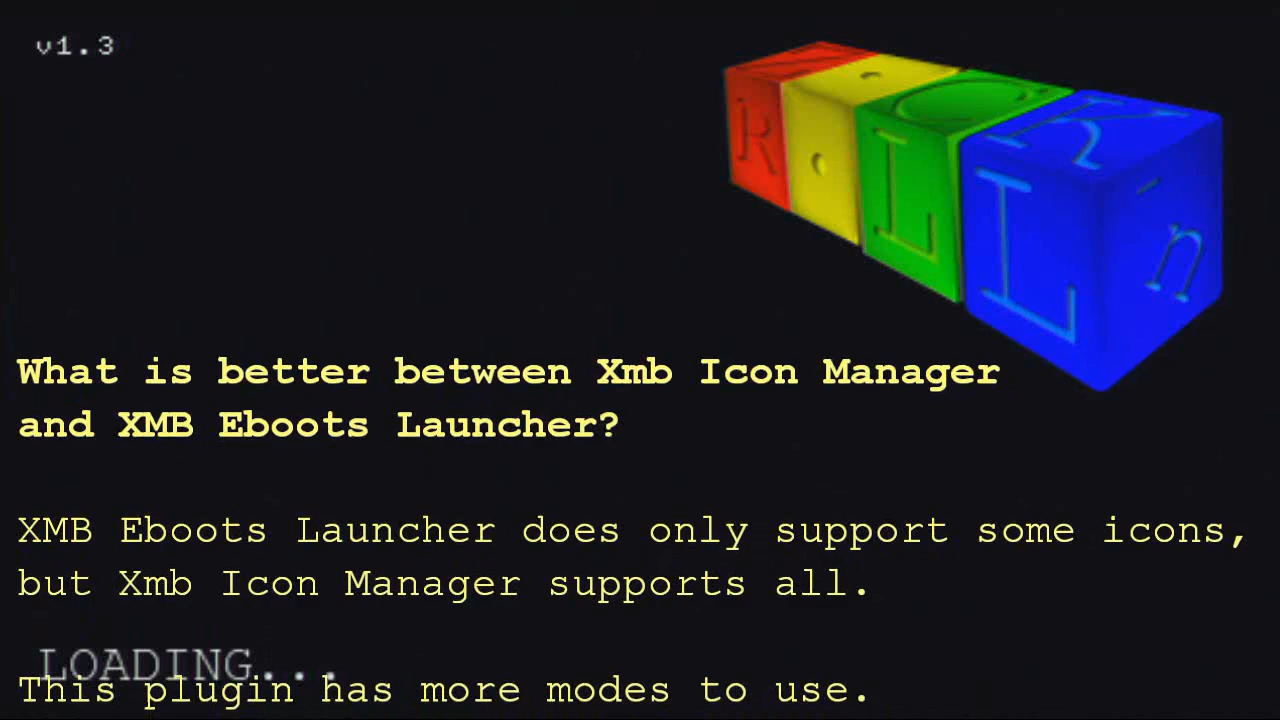 v1.3
R
L
L
K
n
What is better between Xmb Icon Manager
and XMB Eboots Launcher?
XMB Eboots Launcher does only support some icons,
but Xmb Icon Manager supports all.
LOADING...
This plugin has more modes to use.